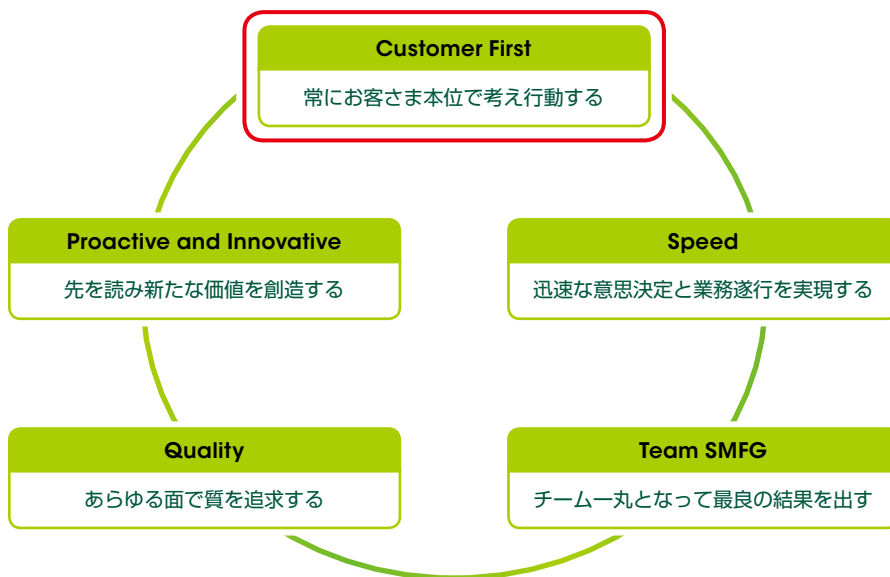 Customer First
常にお客さま本位で考え行動する
Proactive and Innovative
先を読み新たな価値を創造する
Speed
迅速な意思決定と業務遂行を実現する
Quality
あらゆる面で質を追求する
Team SMFG
チーム一丸となって最良の結果を出す